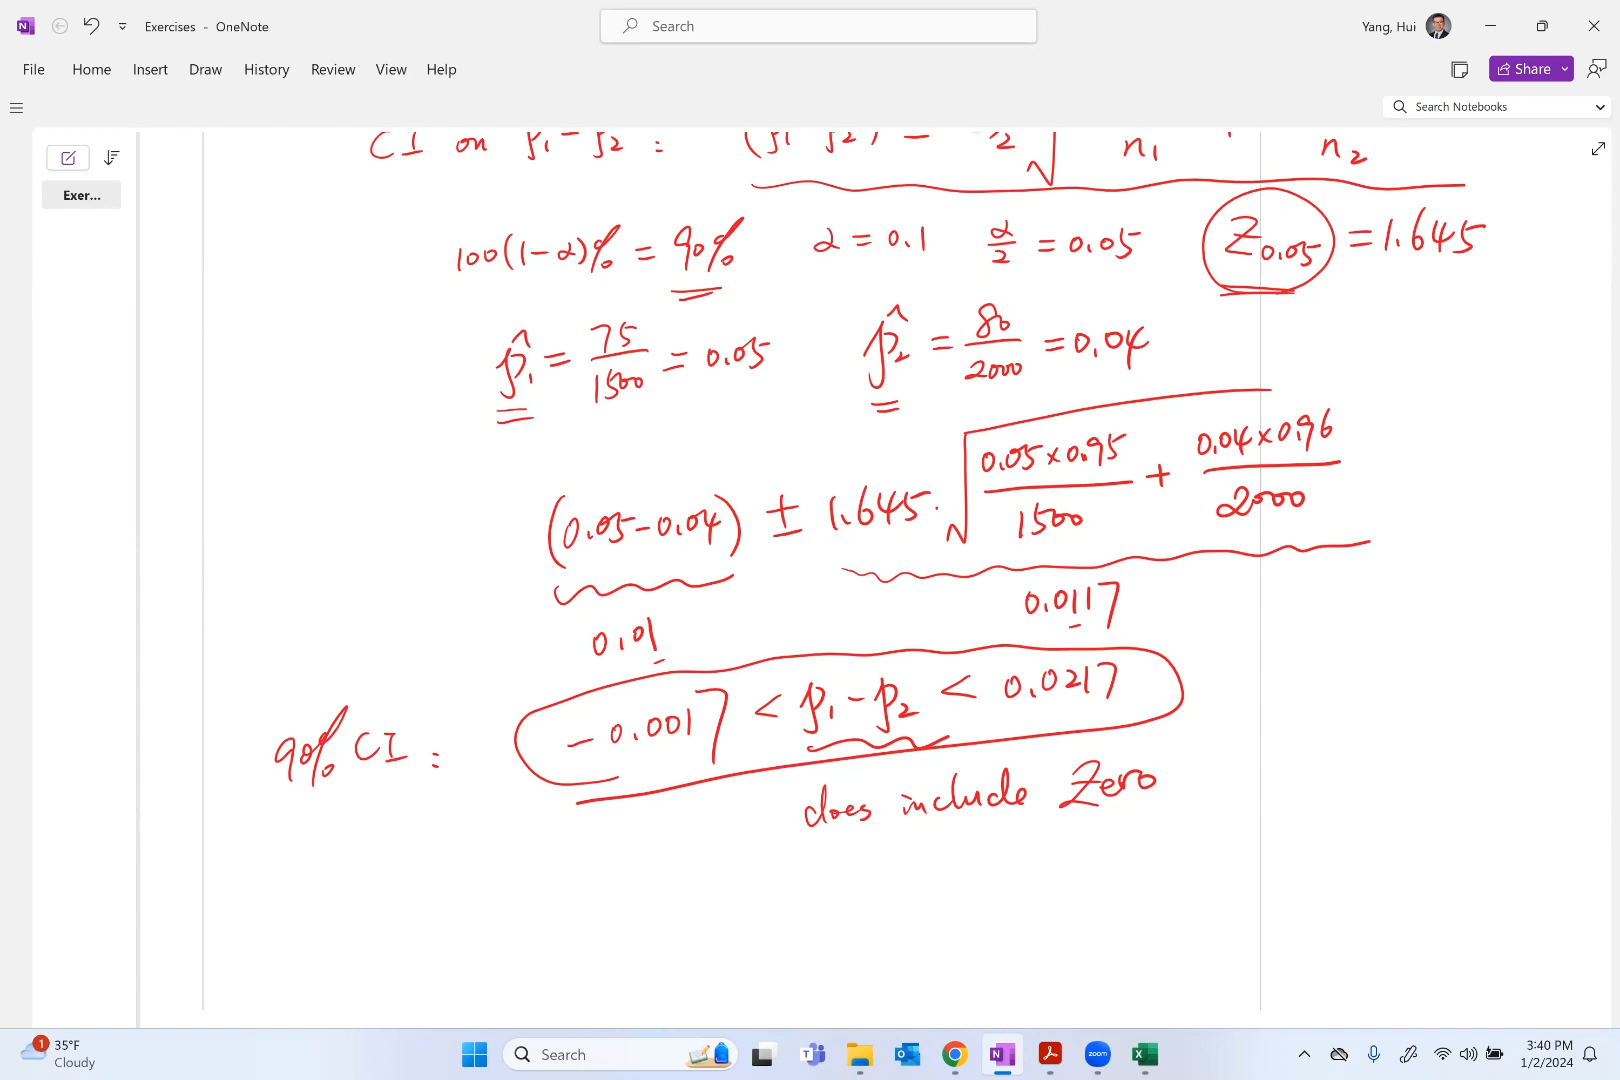 Exercises - OneNote
Search
Yang, Hui
File Home Insert Draw History Review View Help
Share
Search Notebooks
Exer...
CI on p₁ - p₂ : n₁ n₂
100(1-α)% = 90% α = 0.1 α/2 = 0.05 Z₀.₀₅ = 1.645
p̂₁ = 75/1500 = 0.05 p̂₂ = 80/2000 = 0.04
(0.05-0.04) ± 1.645 · √(0.05×0.95/1500 + 0.04×0.96/2000)
0.01 0.0117
90% CI : -0.0017 < p₁ - p₂ < 0.0217
does include Zero
1
35°F
Cloudy
Search
zoom
3:40 PM
1/2/2024